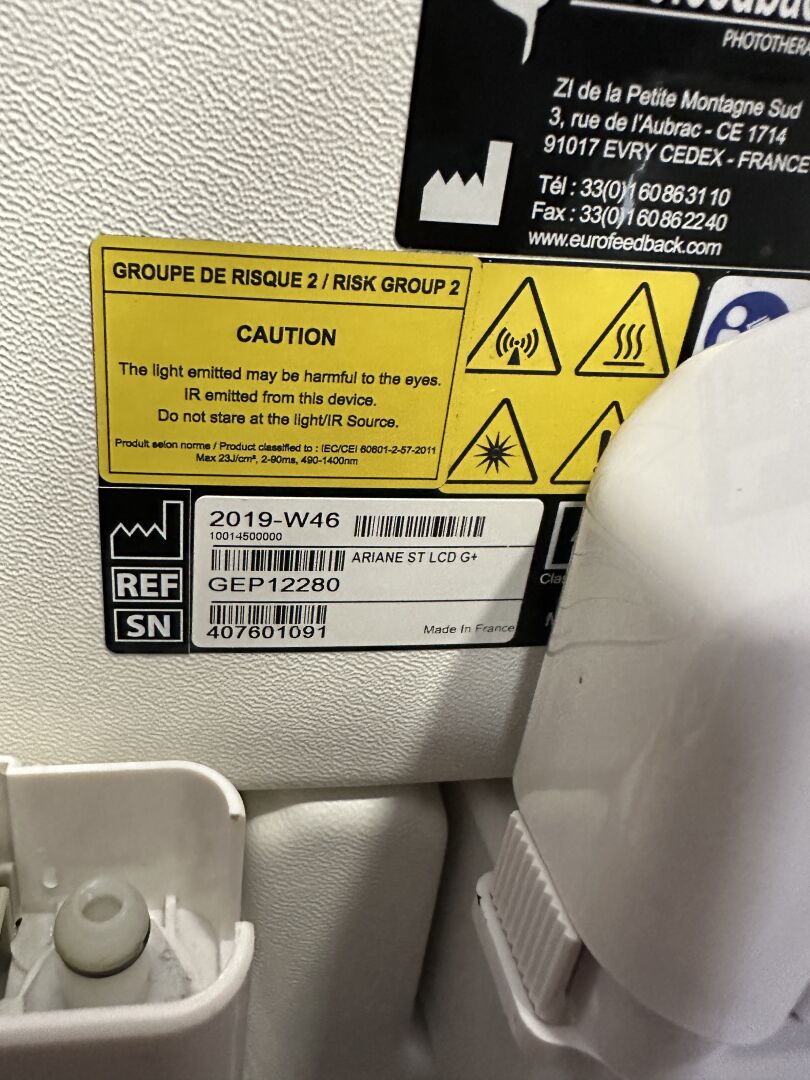 PHOTOTHERA
ZI de la Petite Montagne Sud
3, rue de l'Aubrac - CE 1714
91017 EVRY CEDEX - FRANCE
Tél : 33(0)160863110
Fax : 33(0)160862240
www.eurofeedback.com
GROUPE DE RISQUE 2 / RISK GROUP 2
CAUTION
The light emitted may be harmful to the eyes.
IR emitted from this device.
Do not stare at the light/IR Source.
Produit selon norme / Product classified to : IEC/CEI 60601-2-57-2011
Max 23J/cm², 2-90ms, 490-1400nm
2019-W46
10014500000
ARIANE ST LCD G+
REF
GEP12280
SN
407601091
Made In France
Clas